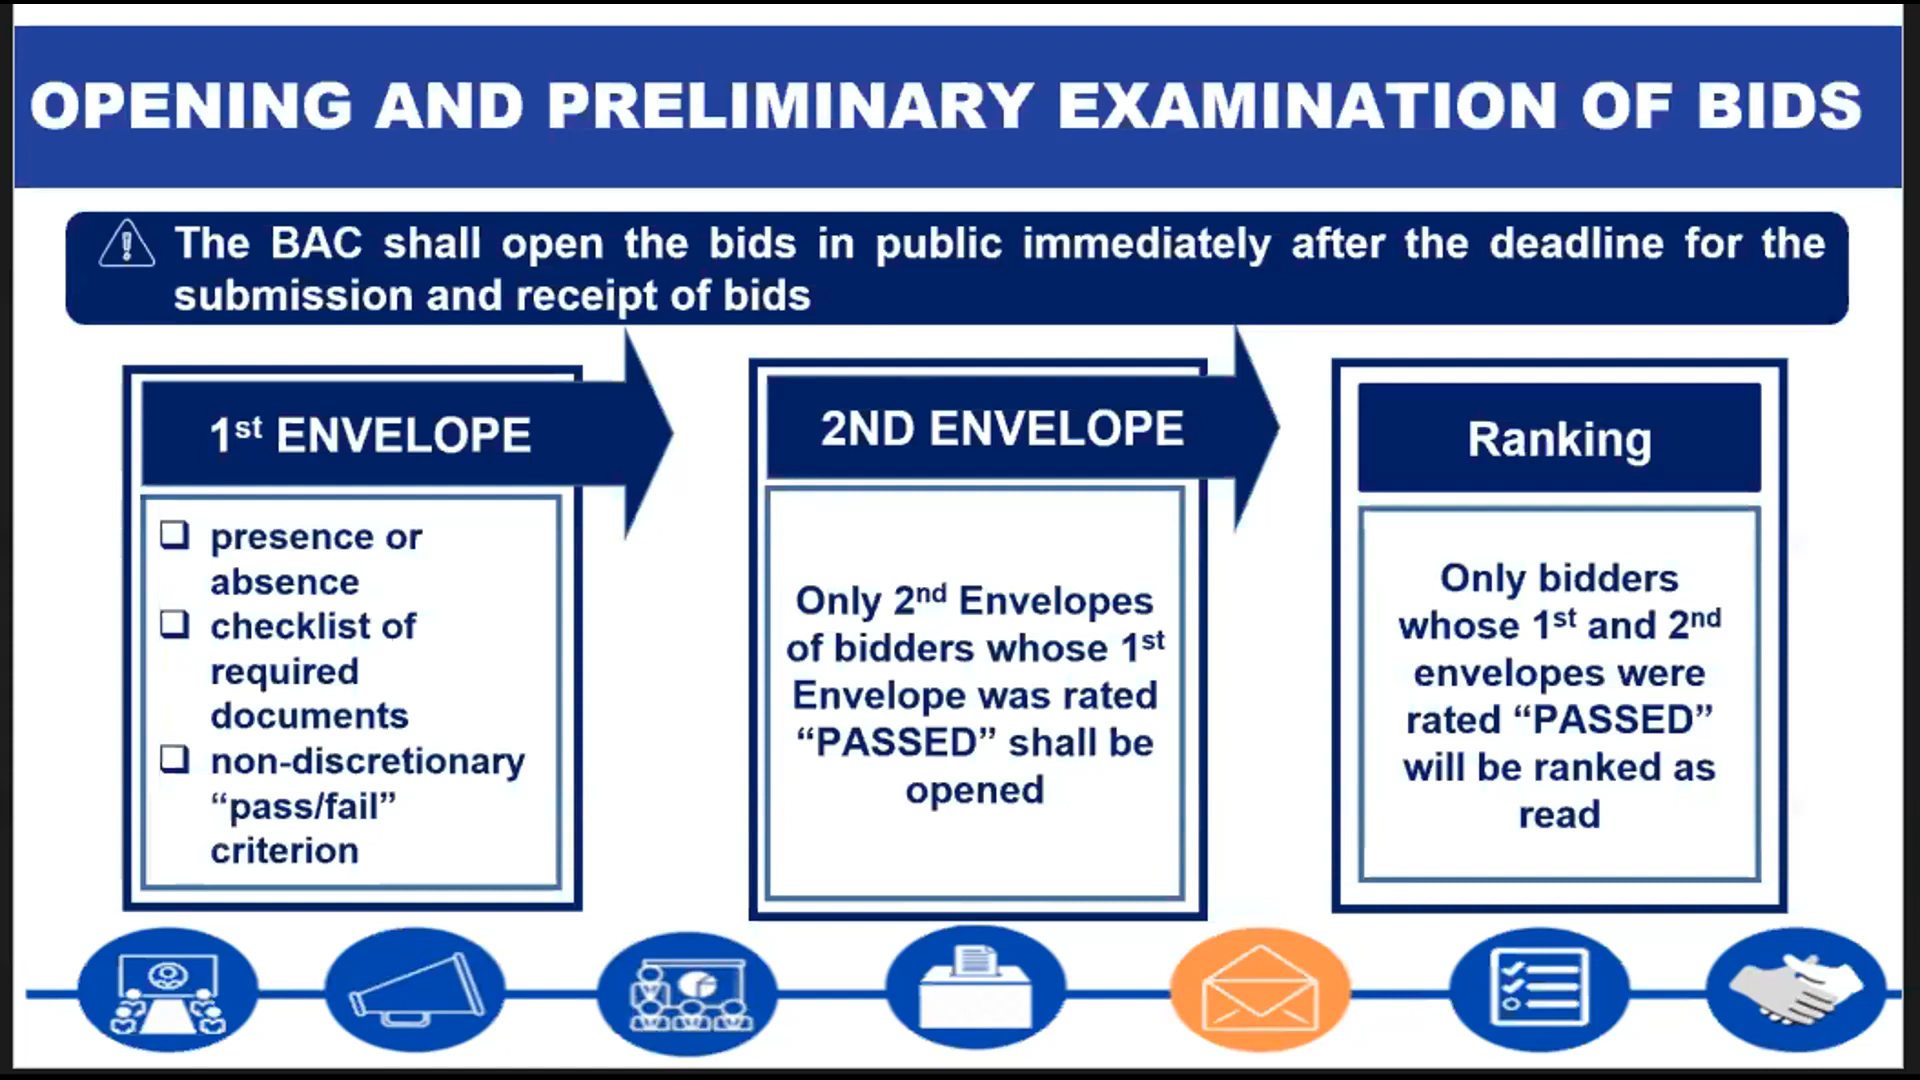 OPENING AND PRELIMINARY EXAMINATION OF BIDS
The BAC shall open the bids in public immediately after the deadline for the
submission and receipt of bids
1st ENVELOPE
❑ presence or
absence
❑ checklist of
required
documents
❑ non-discretionary
“pass/fail”
criterion
2ND ENVELOPE
Only 2nd Envelopes
of bidders whose 1st
Envelope was rated
“PASSED” shall be
opened
Ranking
Only bidders
whose 1st and 2nd
envelopes were
rated “PASSED”
will be ranked as
read